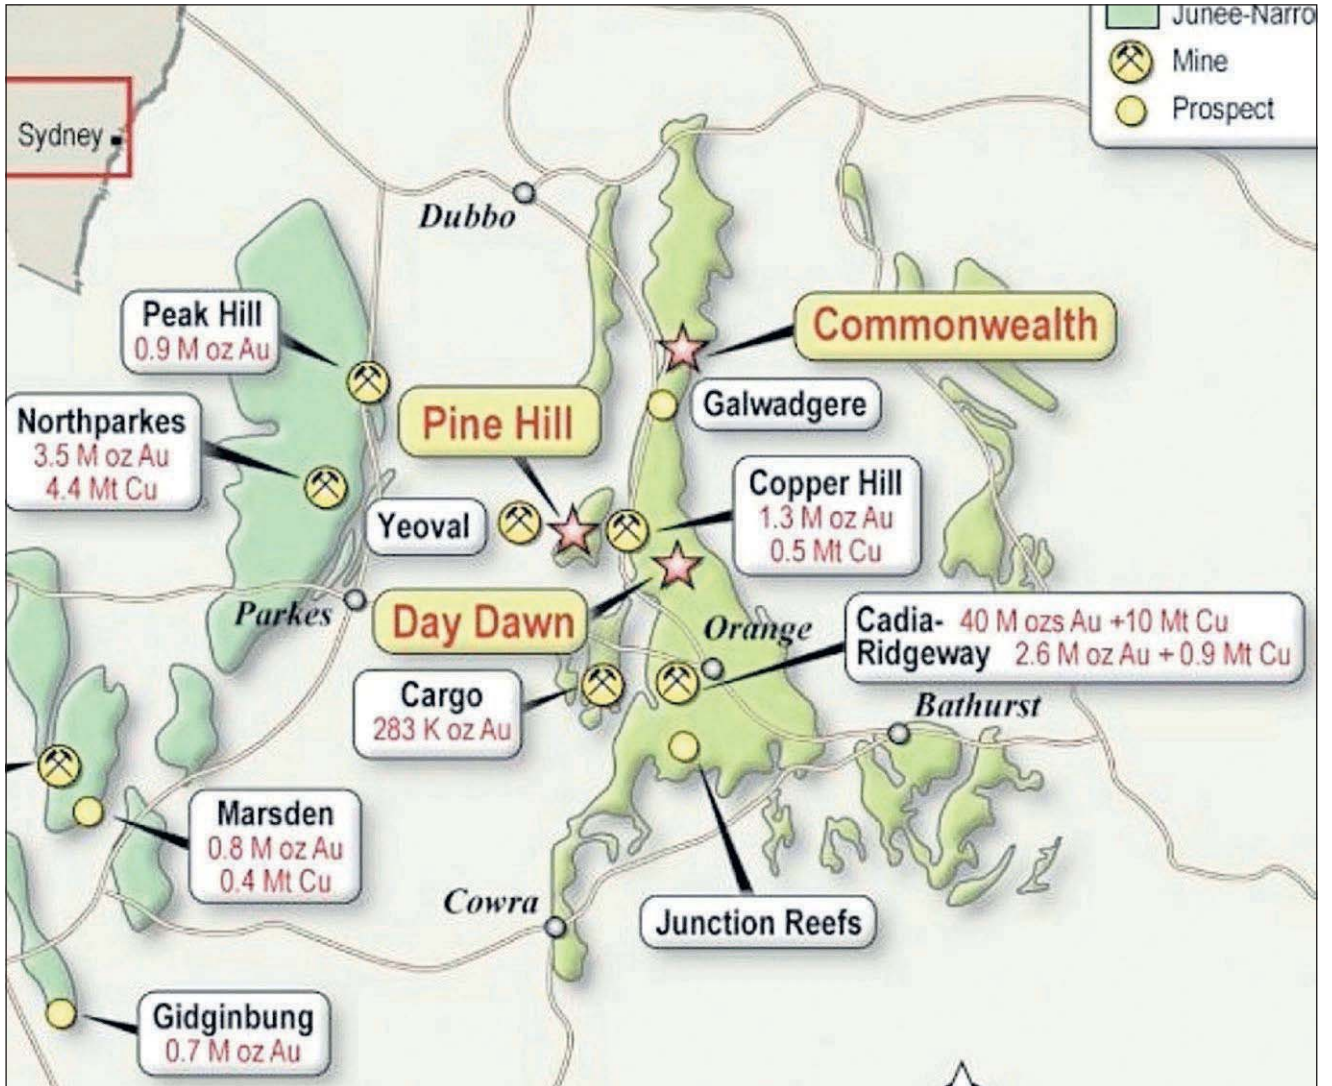 Junee-Narro
Mine
Prospect
Sydney
Dubbo
Peak Hill
0.9 M oz Au
Commonwealth
Northparkes
3.5 M oz Au
4.4 Mt Cu
Pine Hill
Galwadgere
Copper Hill
1.3 M oz Au
0.5 Mt Cu
Yeoval
Parkes
Day Dawn
Orange
Cadia- 40 M ozs Au +10 Mt Cu
Ridgeway 2.6 M oz Au + 0.9 Mt Cu
Cargo
283 K oz Au
Bathurst
Marsden
0.8 M oz Au
0.4 Mt Cu
Cowra
Junction Reefs
Gidginbung
0.7 M oz Au